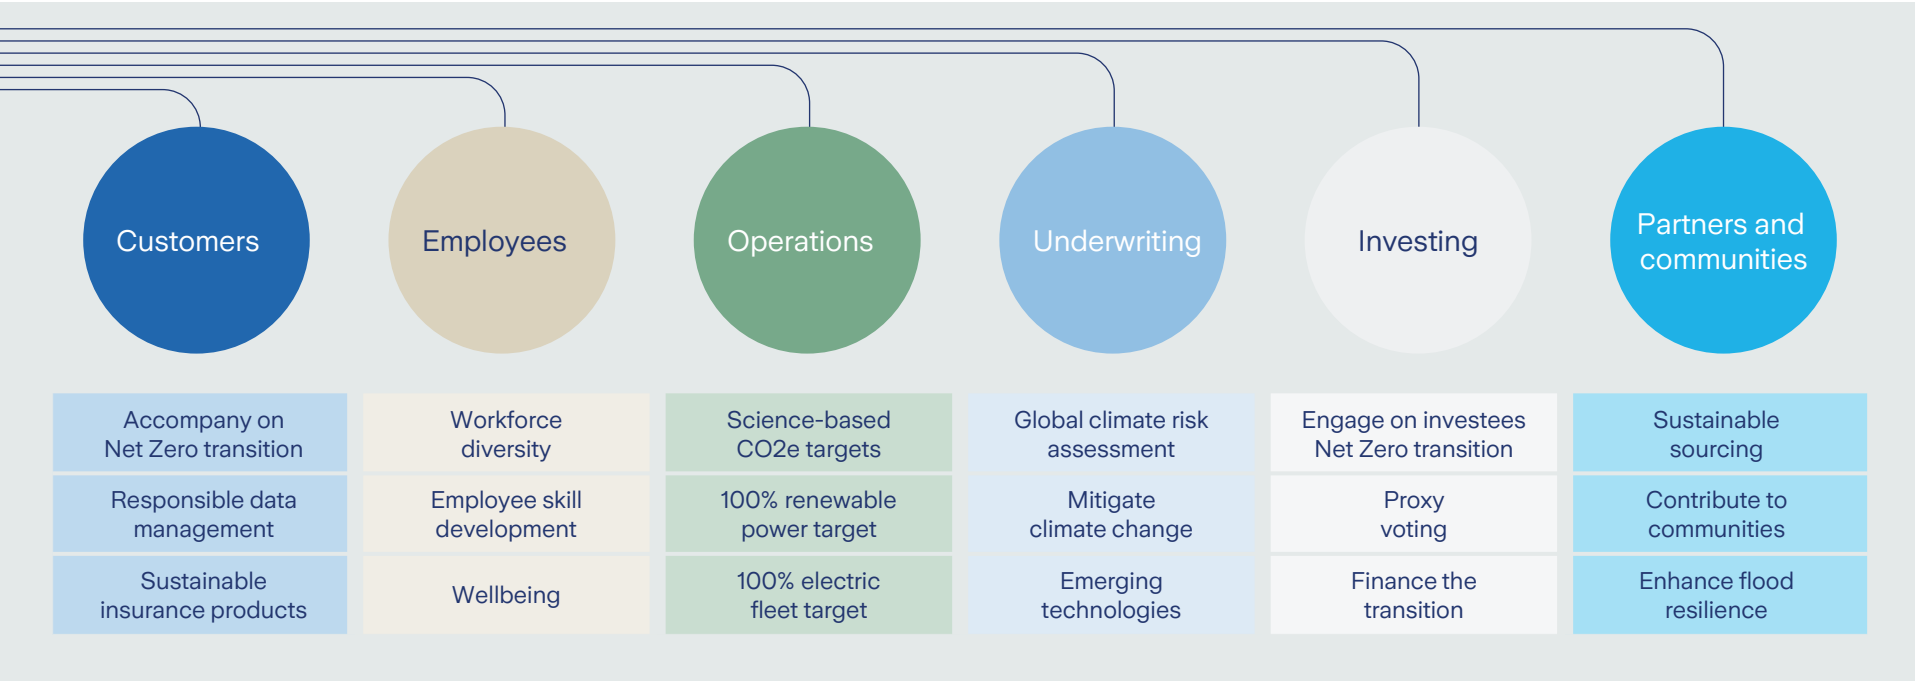 Customers
Employees
Operations
Underwriting
Investing
Partners and
communities
Accompany on
Net Zero transition
Responsible data
management
Sustainable
insurance products
Workforce
diversity
Employee skill
development
Wellbeing
Science-based
CO2e targets
100% renewable
power target
100% electric
fleet target
Global climate risk
assessment
Mitigate
climate change
Emerging
technologies
Engage on investees
Net Zero transition
Proxy
voting
Finance the
transition
Sustainable
sourcing
Contribute to
communities
Enhance flood
resilience